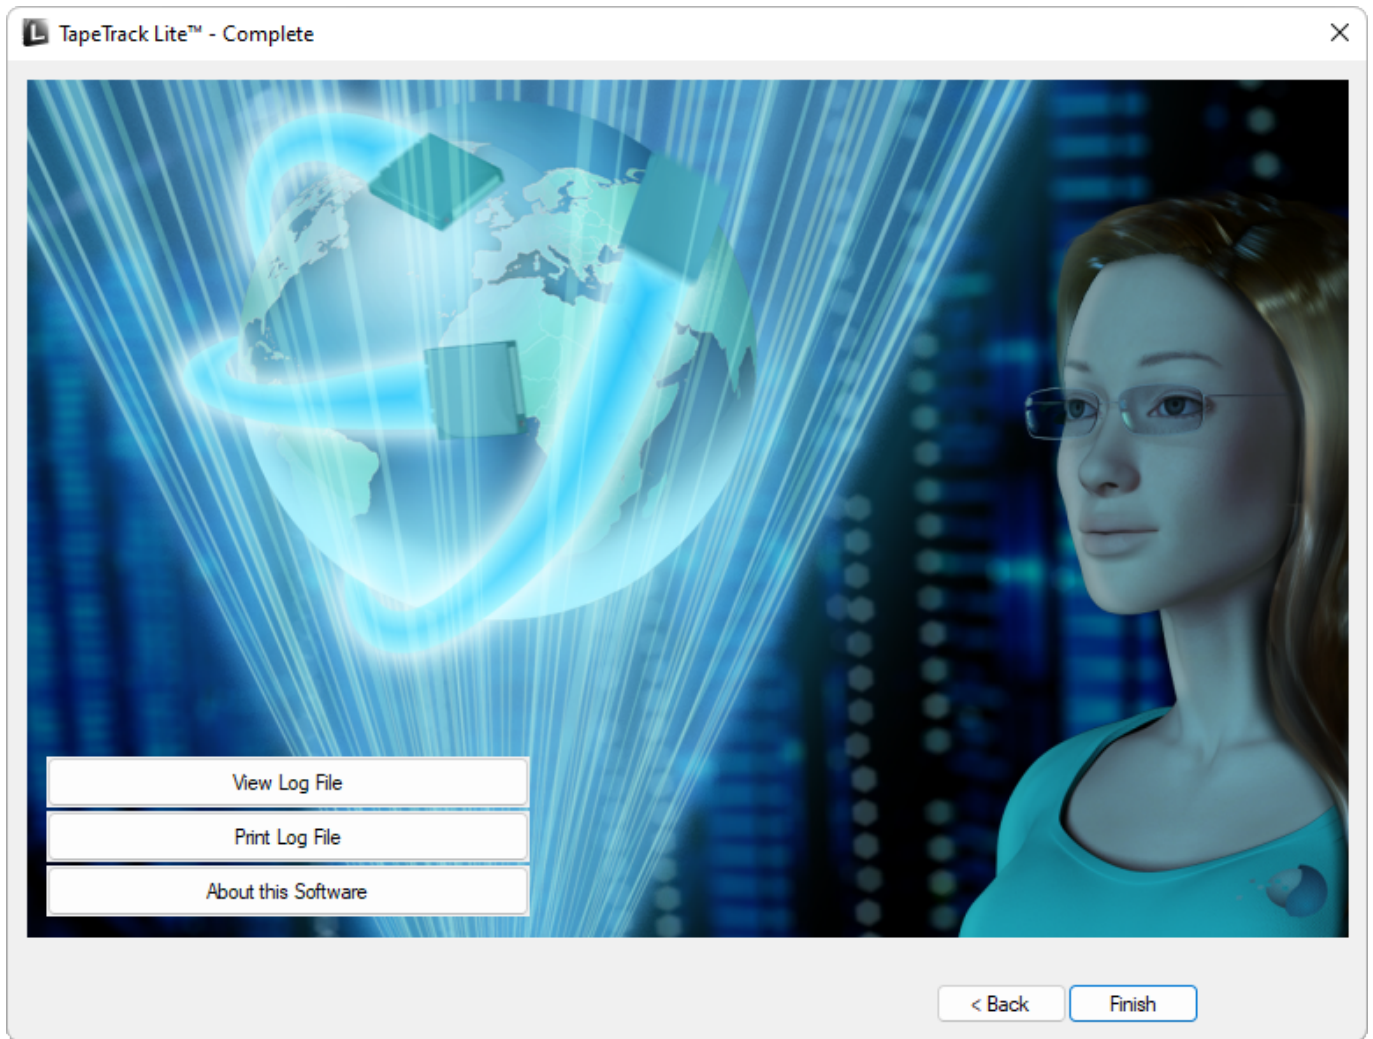 TapeTrack Lite™ - Complete
View Log File
Print Log File
About this Software
< Back
Finish